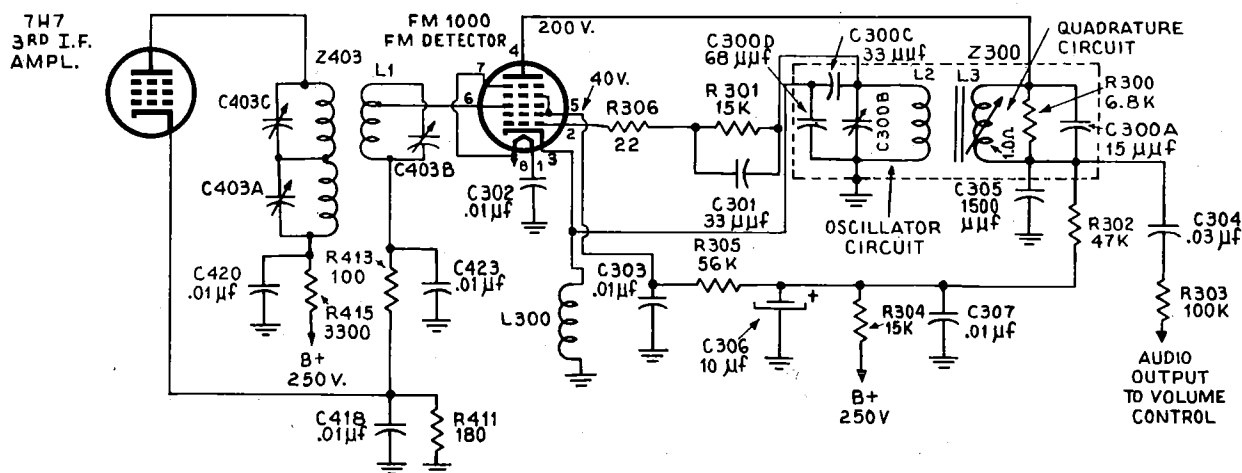 7H7
3RD I.F.
AMPL.
Z403
C403C
C403A
L1
C403B
FM 1000
FM DETECTOR
200 V.
4
7
6
5
2
3
8
1
40V.
R306
22
R301
15K
C301
33 μμf
C300D
68 μμf
C300C
33 μμf
C300B
L2
L3
Z300
QUADRATURE
CIRCUIT
R300
6.8K
C300A
15 μμf
1.0Ω
C302
.01μf
OSCILLATOR
CIRCUIT
C305
1500
μμf
R302
47K
C304
.03 μf
R303
100K
AUDIO
OUTPUT
TO VOLUME
CONTROL
C420
.01μf
R413
100
R415
3300
B+
250 V.
C423
.01μf
L300
C303
.01μf
R305
56K
+
C306
10 μf
R304
15K
B+
250V
C307
.01μf
C418
.01μf
R411
180